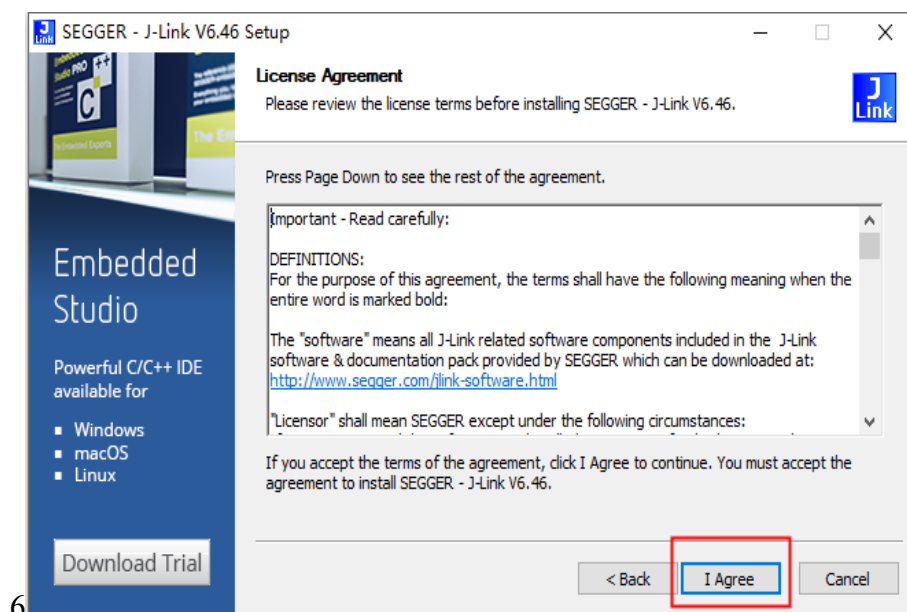 SEGGER - J-Link V6.46 Setup
License Agreement
Please review the license terms before installing SEGGER - J-Link V6.46.
J
Link
Press Page Down to see the rest of the agreement.
Important - Read carefully:
DEFINITIONS:
For the purpose of this agreement, the terms shall have the following meaning when the
entire word is marked bold:
The "software" means all J-Link related software components included in the J-Link
software & documentation pack provided by SEGGER which can be downloaded at:
http://www.segger.com/jlink-software.html
"Licensor" shall mean SEGGER except under the following circumstances:
If you accept the terms of the agreement, click I Agree to continue. You must accept the
agreement to install SEGGER - J-Link V6.46.
Embedded
Studio
Powerful C/C++ IDE
available for
Windows
macOS
Linux
Download Trial
< Back
I Agree
Cancel
6